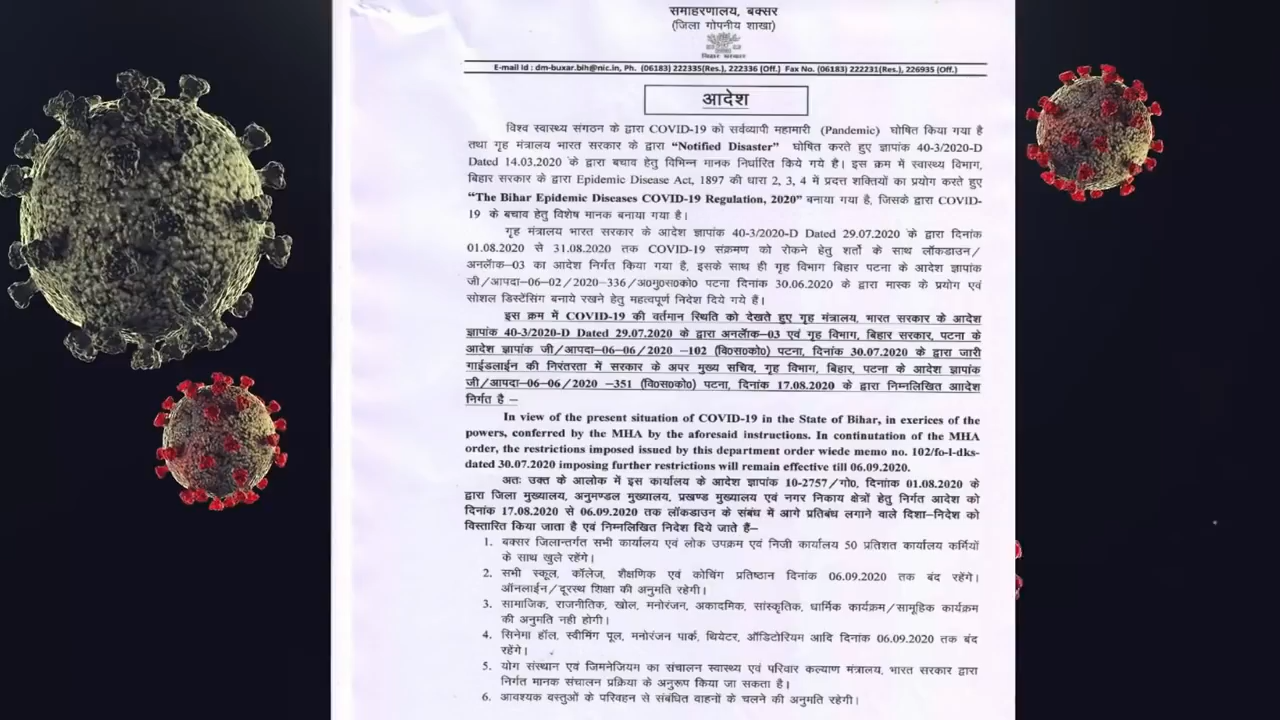 समाहरणालय, बक्सर
(जिला गोपनीय शाखा)
बिहार सरकार
E-mail Id : dm-buxar.bih@nic.in, Ph. (06183) 222335(Res.), 222336 (Off.) Fax No. (06183) 222231(Res.), 226935 (Off.)
आदेश
विश्व स्वास्थ्य संगठन के द्वारा COVID-19 को सर्वव्यापी महामारी (Pandemic) घोषित किया गया है
तथा गृह मंत्रालय भारत सरकार के द्वारा “Notified Disaster” घोषित करते हुए ज्ञापांक 40-3/2020-D
Dated 14.03.2020 के द्वारा बचाव हेतु विभिन्न मानक निर्धारित किये गये है। इस क्रम में स्वास्थ्य विभाग,
बिहार सरकार के द्वारा Epidemic Disease Act, 1897 की धारा 2, 3, 4 में प्रदत्त शक्तियों का प्रयोग करते हुए
“The Bihar Epidemic Diseases COVID-19 Regulation, 2020” बनाया गया है, जिसके द्वारा COVID-
19 के बचाव हेतु विशेष मानक बनाया गया है।
गृह मंत्रालय भारत सरकार के आदेश ज्ञापांक 40-3/2020-D Dated 29.07.2020 के द्वारा दिनांक
01.08.2020 से 31.08.2020 तक COVID-19 संक्रमण को रोकने हेतु शर्तो के साथ लॉकडाउन/
अनलॅाक-03 का आदेश निर्गत किया गया है, इसके साथ ही गृह विभाग बिहार पटना के आदेश ज्ञापांक
जी/आपदा-06-02/2020-336/अ0मु0स0को0 पटना दिनांक 30.06.2020 के द्वारा मास्क के प्रयोग एवं
सोशल डिस्टेंसिंग बनाये रखने हेतु महत्वपूर्ण निदेश दिये गये हैं।
इस क्रम में COVID-19 की वर्तमान स्थिति को देखते हुए गृह मंत्रालय, भारत सरकार के आदेश
ज्ञापांक 40-3/2020-D Dated 29.07.2020 के द्वारा अनलॅाक-03 एवं गृह विभाग, बिहार सरकार, पटना के
आदेश ज्ञापांक जी/आपदा-06-06/2020 -102 (वि0स0को0) पटना, दिनांक 30.07.2020 के द्वारा जारी
गाईडलाईन की निरंतरता में सरकार के अपर मुख्य सचिव, गृह विभाग, बिहार, पटना के आदेश ज्ञापांक
जी/आपदा-06-06/2020 -351 (वि0स0को0) पटना, दिनांक 17.08.2020 के द्वारा निम्नलिखित आादेश
निर्गत है -
In view of the present situation of COVID-19 in the State of Bihar, in exerices of the
powers, conferred by the MHA by the aforesaid instructions. In continutation of the MHA
order, the restrictions imposed issued by this department order wiede memo no. 102/fo-l-dks-
dated 30.07.2020 imposing further restrictions will remain effective till 06.09.2020.
अतः उक्त के आलोक में इस कार्यालय के आदेश ज्ञापांक 10-2757/गो0, दिनांक 01.08.2020 के
द्वारा जिला मुख्यालय, अनुमण्डल मुख्यालय, प्रखण्ड मुख्यालय एवं नगर निकाय क्षेत्रों हेतु निर्गत आदेश को
दिनांक 17.08.2020 से 06.09.2020 तक लॉकडाउन के संबंध में आगे प्रतिबंध लगाने वाले दिशा-निदेश को
विस्तारित किया जाता है एवं निम्नलिखित निदेश दिये जाते हैं-
1. बक्सर जिलान्तर्गत सभी कार्यालय एवं लोक उपक्रम एवं निजी कार्यालय 50 प्रतिशत कार्यालय कर्मियों
के साथ खुले रहेंगे।
2. सभी स्कूल, कॉलेज, शैक्षणिक एवं कोचिंग प्रतिष्ठान दिनांक 06.09.2020 तक बंद रहेंगे।
ऑनलाईन/दूरस्थ शिक्षा की अनुमति रहेगी।
3. सामाजिक, राजनीतिक, खेाल, मनोरंजन, अकादमिक, सांस्कृतिक, धार्मिक कार्यक्रम/सामूहिक कार्यक्रम
की अनुमति नही होगी।
4. सिनेमा हॉल, स्वीमिंग पूल, मनोरंजन पार्क, थियेटर, ऑडिटोरियम आदि दिनांक 06.09.2020 तक बंद
रहेंगे।
5. योग संस्थान एवं जिमनेजियम का संचालन स्वास्थ्य एवं परिवार कल्याण मंत्रालय, भारत सरकार द्वारा
निर्गत मानक संचालन प्रक्रिया के अनुरूप किया जा सकता है।
6. आवश्यक वस्तुओं के परिवहन से संबंधित वाहनों के चलने की अनुमति रहेगी।